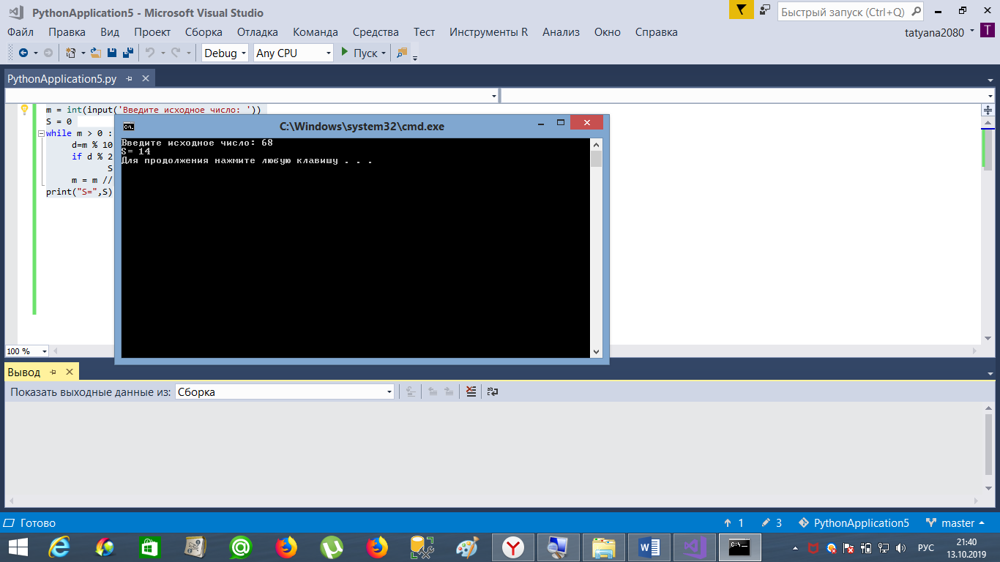 PythonApplication5 - Microsoft Visual Studio
Быстрый запуск (Ctrl+Q)
Файл Правка Вид Проект Сборка Отладка Команда Средства Тест Инструменты R Анализ Окно Справка
tatyana2080 T
Debug Any CPU Пуск
PythonApplication5.py
m = int(input('Введите исходное число: '))
S = 0
while m > 0 :
d=m % 10
if d % 2
S
m = m //
print("S=",S)
C:\Windows\system32\cmd.exe
Введите исходное число: 68
S= 14
Для продолжения нажмите любую клавишу . . .
100 %
Вывод
Показать выходные данные из: Сборка
Готово
1 3 PythonApplication5 master
РУС
21:40
13.10.2019